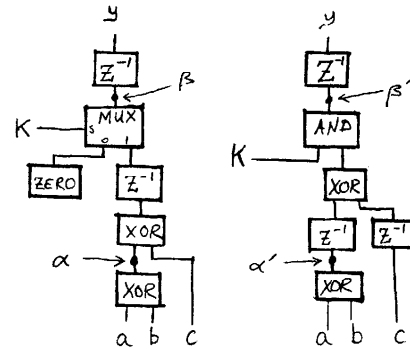 y y
Z⁻¹ Z⁻¹
β β′
MUX
K s AND
0 1
K
ZERO Z⁻¹ XOR
XOR Z⁻¹ Z⁻¹
α α′
XOR XOR
a b c a b c